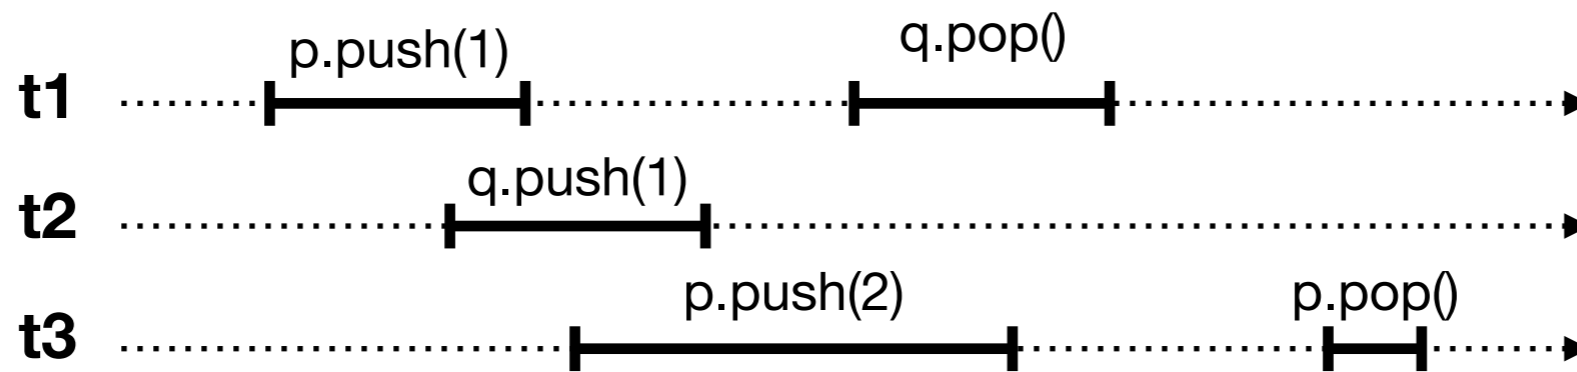 p.push(1) q.pop()
t1
q.push(1)
t2
p.push(2) p.pop()
t3